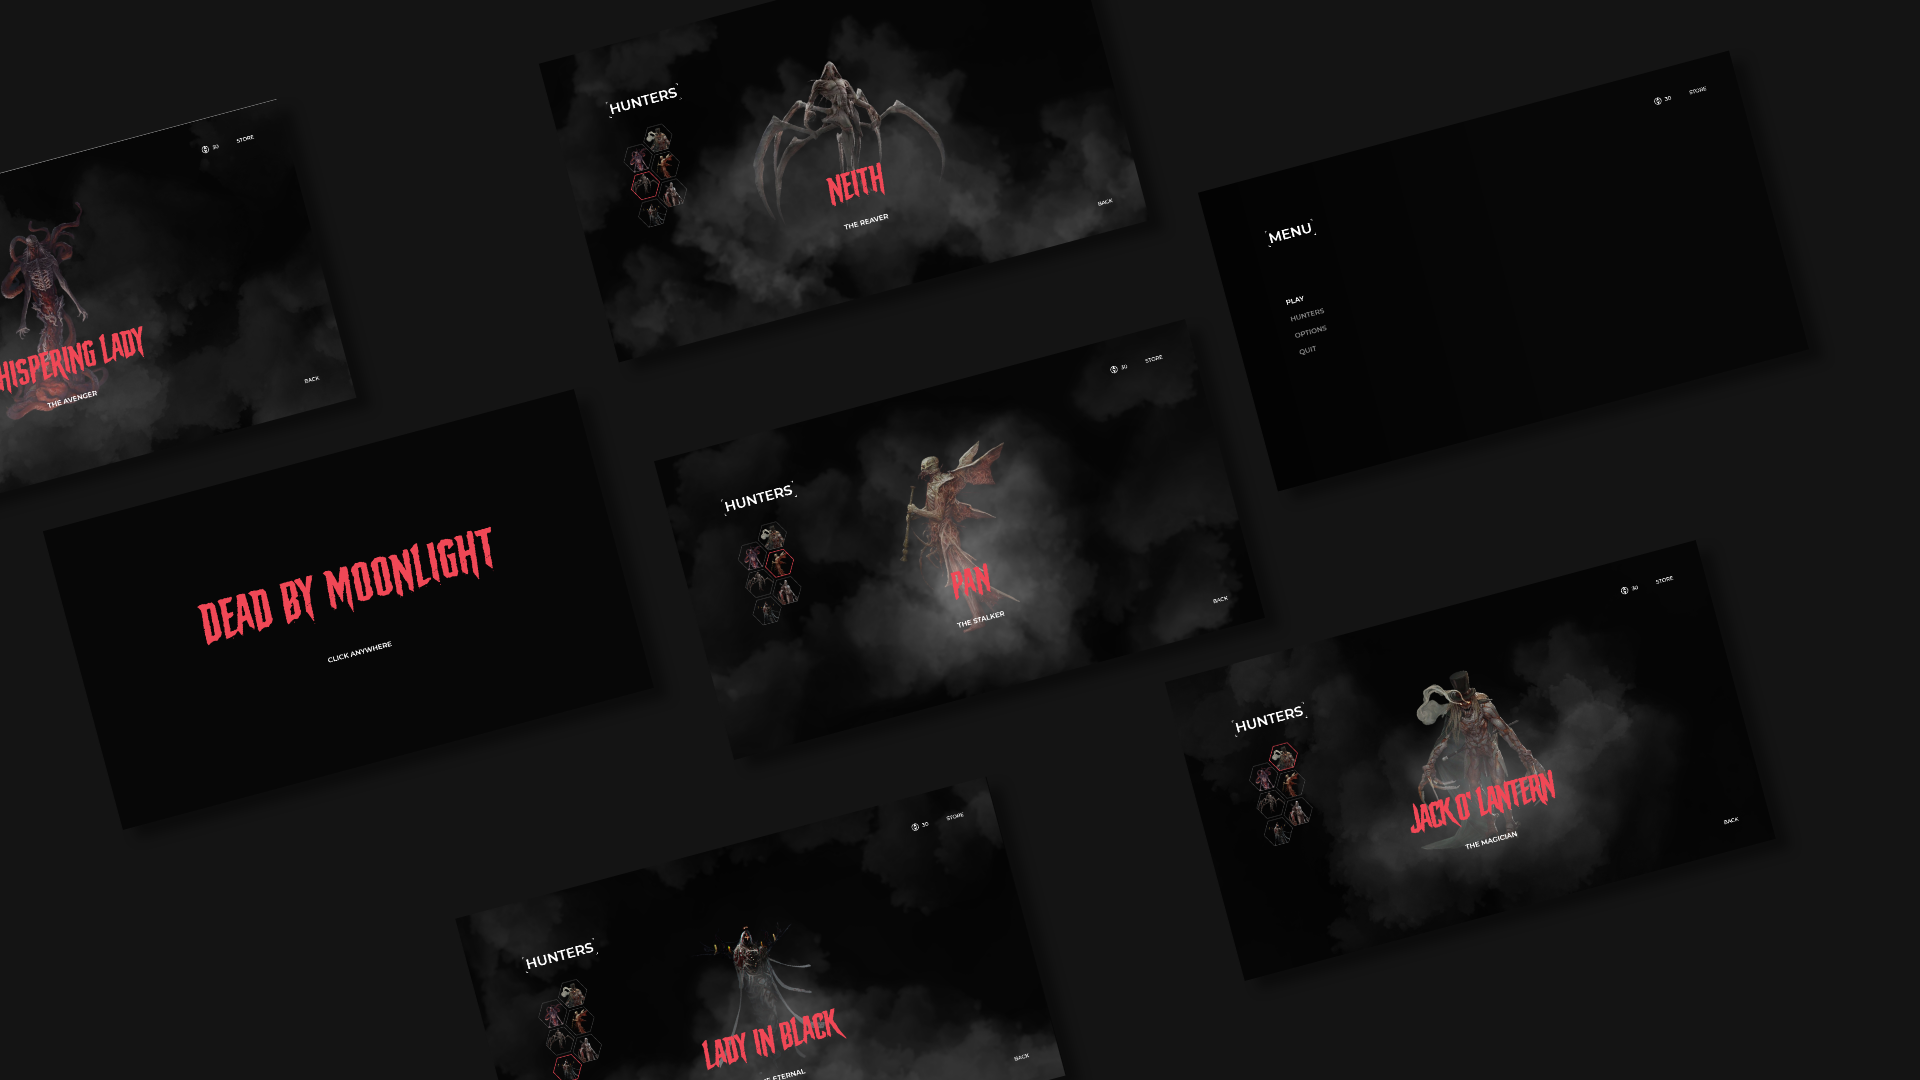 30
STORE
HISPERING LADY
THE AVENGER
BACK
HUNTERS
NEITH
THE REAVER
BACK
30
STORE
MENU
PLAY
HUNTERS
OPTIONS
QUIT
DEAD BY MOONLIGHT
CLICK ANYWHERE
30
STORE
HUNTERS
PAN
THE STALKER
BACK
30
STORE
HUNTERS
JACK O' LANTERN
THE MAGICIAN
BACK
30
STORE
HUNTERS
LADY IN BLACK
ETERNAL
BACK